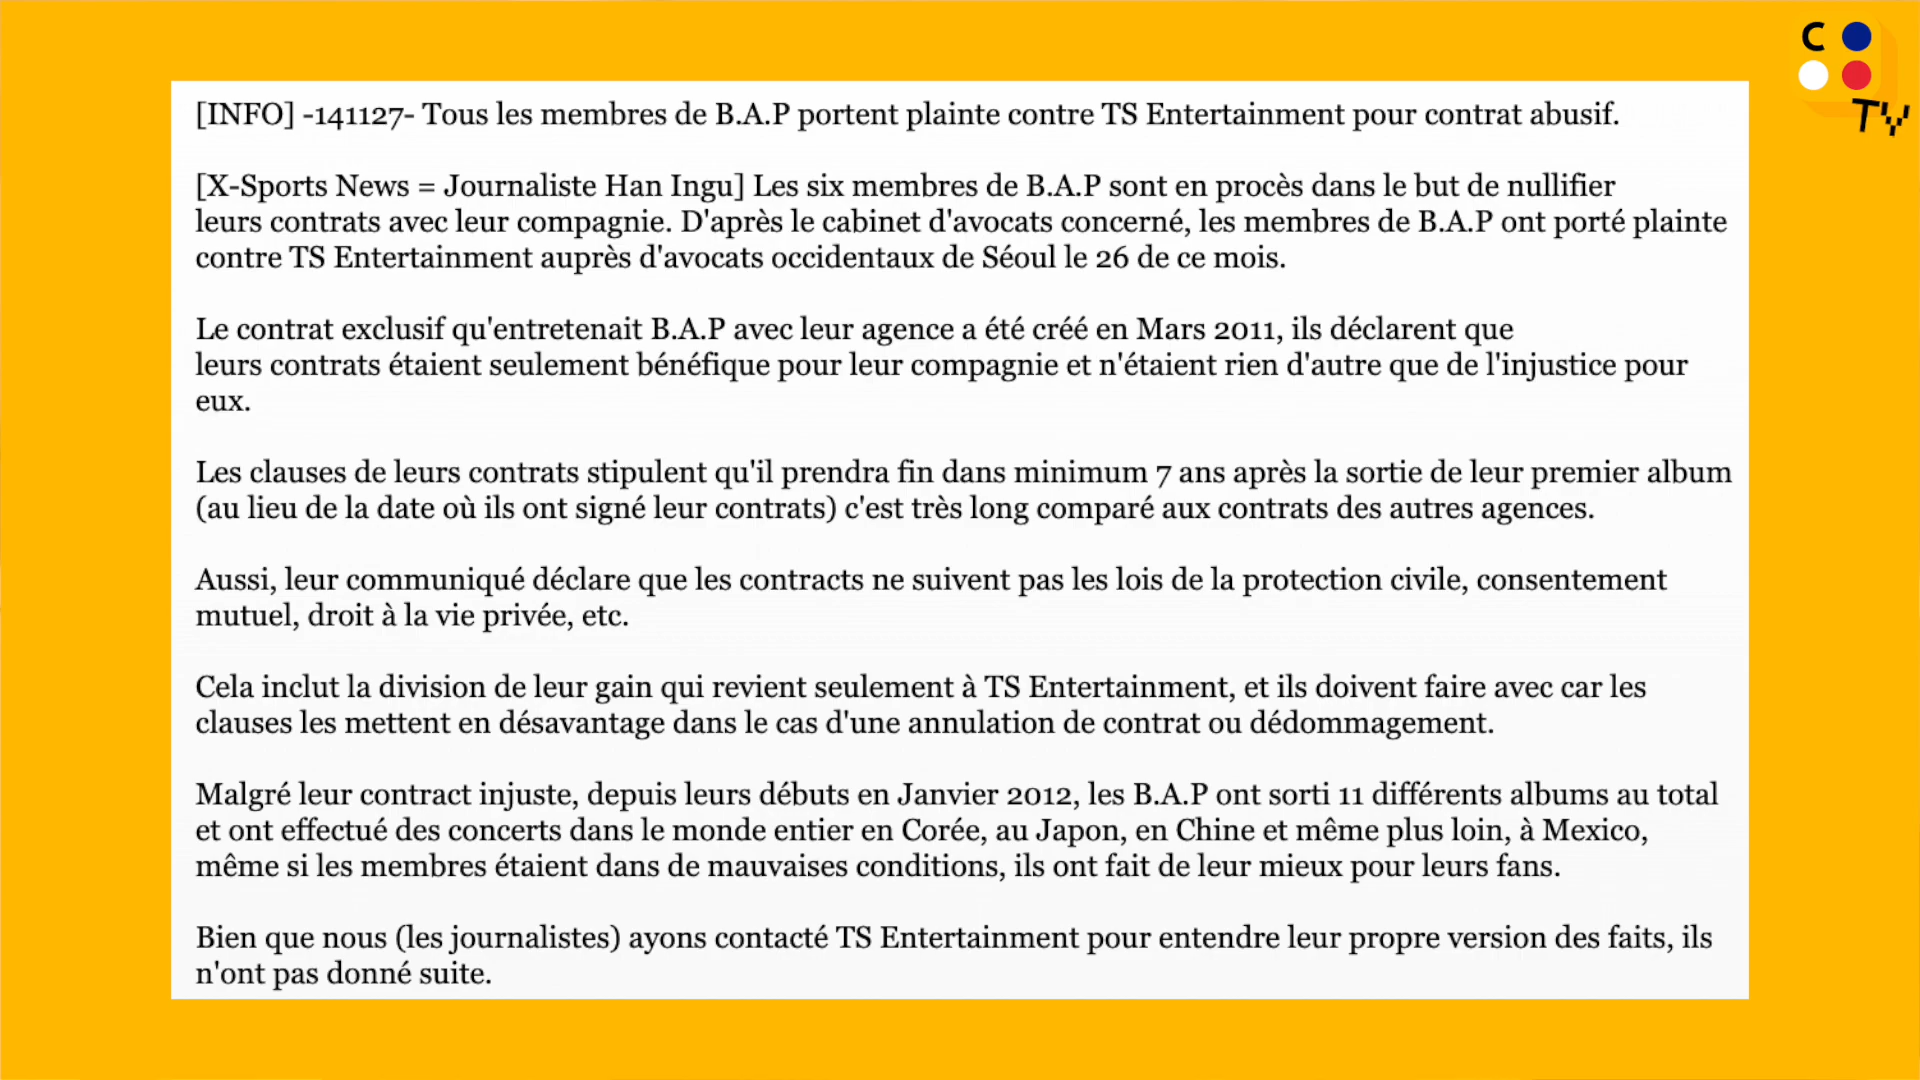 C
TV
[INFO] -141127- Tous les membres de B.A.P portent plainte contre TS Entertainment pour contrat abusif.
[X-Sports News = Journaliste Han Ingu] Les six membres de B.A.P sont en procès dans le but de nullifier
leurs contrats avec leur compagnie. D'après le cabinet d'avocats concerné, les membres de B.A.P ont porté plainte
contre TS Entertainment auprès d'avocats occidentaux de Séoul le 26 de ce mois.
Le contrat exclusif qu'entretenait B.A.P avec leur agence a été créé en Mars 2011, ils déclarent que
leurs contrats étaient seulement bénéfique pour leur compagnie et n'étaient rien d'autre que de l'injustice pour
eux.
Les clauses de leurs contrats stipulent qu'il prendra fin dans minimum 7 ans après la sortie de leur premier album
(au lieu de la date où ils ont signé leur contrats) c'est très long comparé aux contrats des autres agences.
Aussi, leur communiqué déclare que les contracts ne suivent pas les lois de la protection civile, consentement
mutuel, droit à la vie privée, etc.
Cela inclut la division de leur gain qui revient seulement à TS Entertainment, et ils doivent faire avec car les
clauses les mettent en désavantage dans le cas d'une annulation de contrat ou dédommagement.
Malgré leur contract injuste, depuis leurs débuts en Janvier 2012, les B.A.P ont sorti 11 différents albums au total
et ont effectué des concerts dans le monde entier en Corée, au Japon, en Chine et même plus loin, à Mexico,
même si les membres étaient dans de mauvaises conditions, ils ont fait de leur mieux pour leurs fans.
Bien que nous (les journalistes) ayons contacté TS Entertainment pour entendre leur propre version des faits, ils
n'ont pas donné suite.